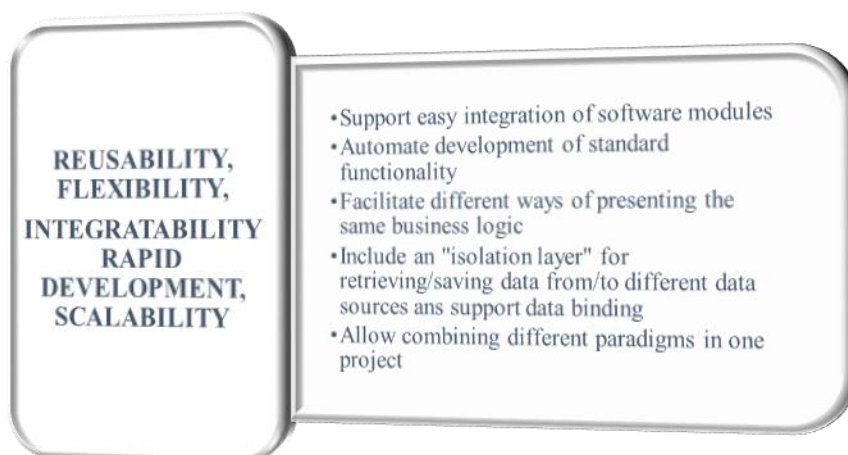 REUSABILITY,
FLEXIBILITY,
INTEGRATABILITY
RAPID
DEVELOPMENT,
SCALABILITY
•Support easy integration of software modules
•Automate development of standard
functionality
•Facilitate different ways of presenting the
same business logic
•Include an "isolation layer" for
retrieving/saving data from/to different data
sources ans support data binding
•Allow combining different paradigms in one
project